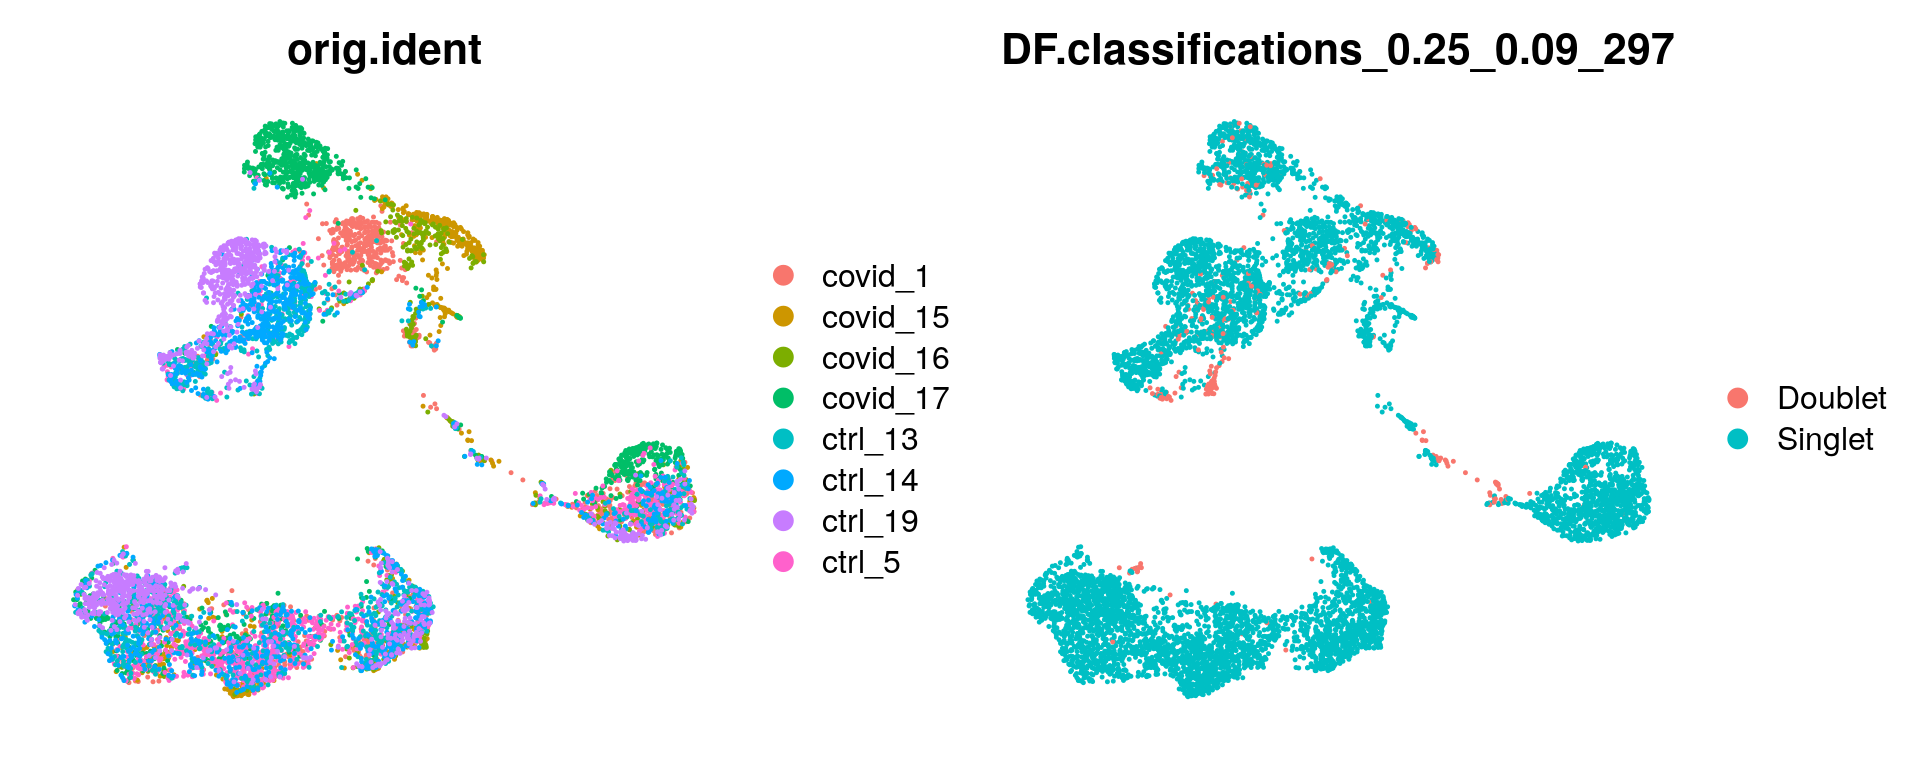 orig.ident
covid_1
covid_15
covid_16
covid_17
ctrl_13
ctrl_14
ctrl_19
ctrl_5
DF.classifications_0.25_0.09_297
Doublet
Singlet